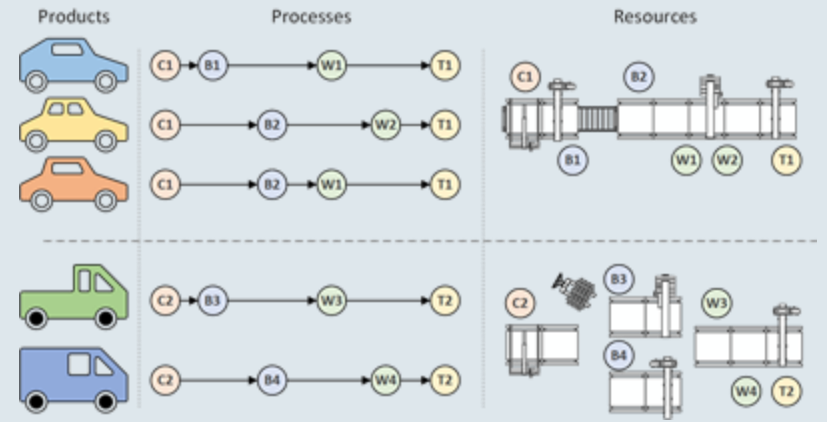 Products Processes Resources
C1 B1 W1 T1
C1 B2
C1 B2 W2 T1
B1 W1 W2 T1
C1 B2 W1 T1
C2 B3 W3 T2
B3
C2 W3
B4
C2 B4 W4 T2
W4 T2